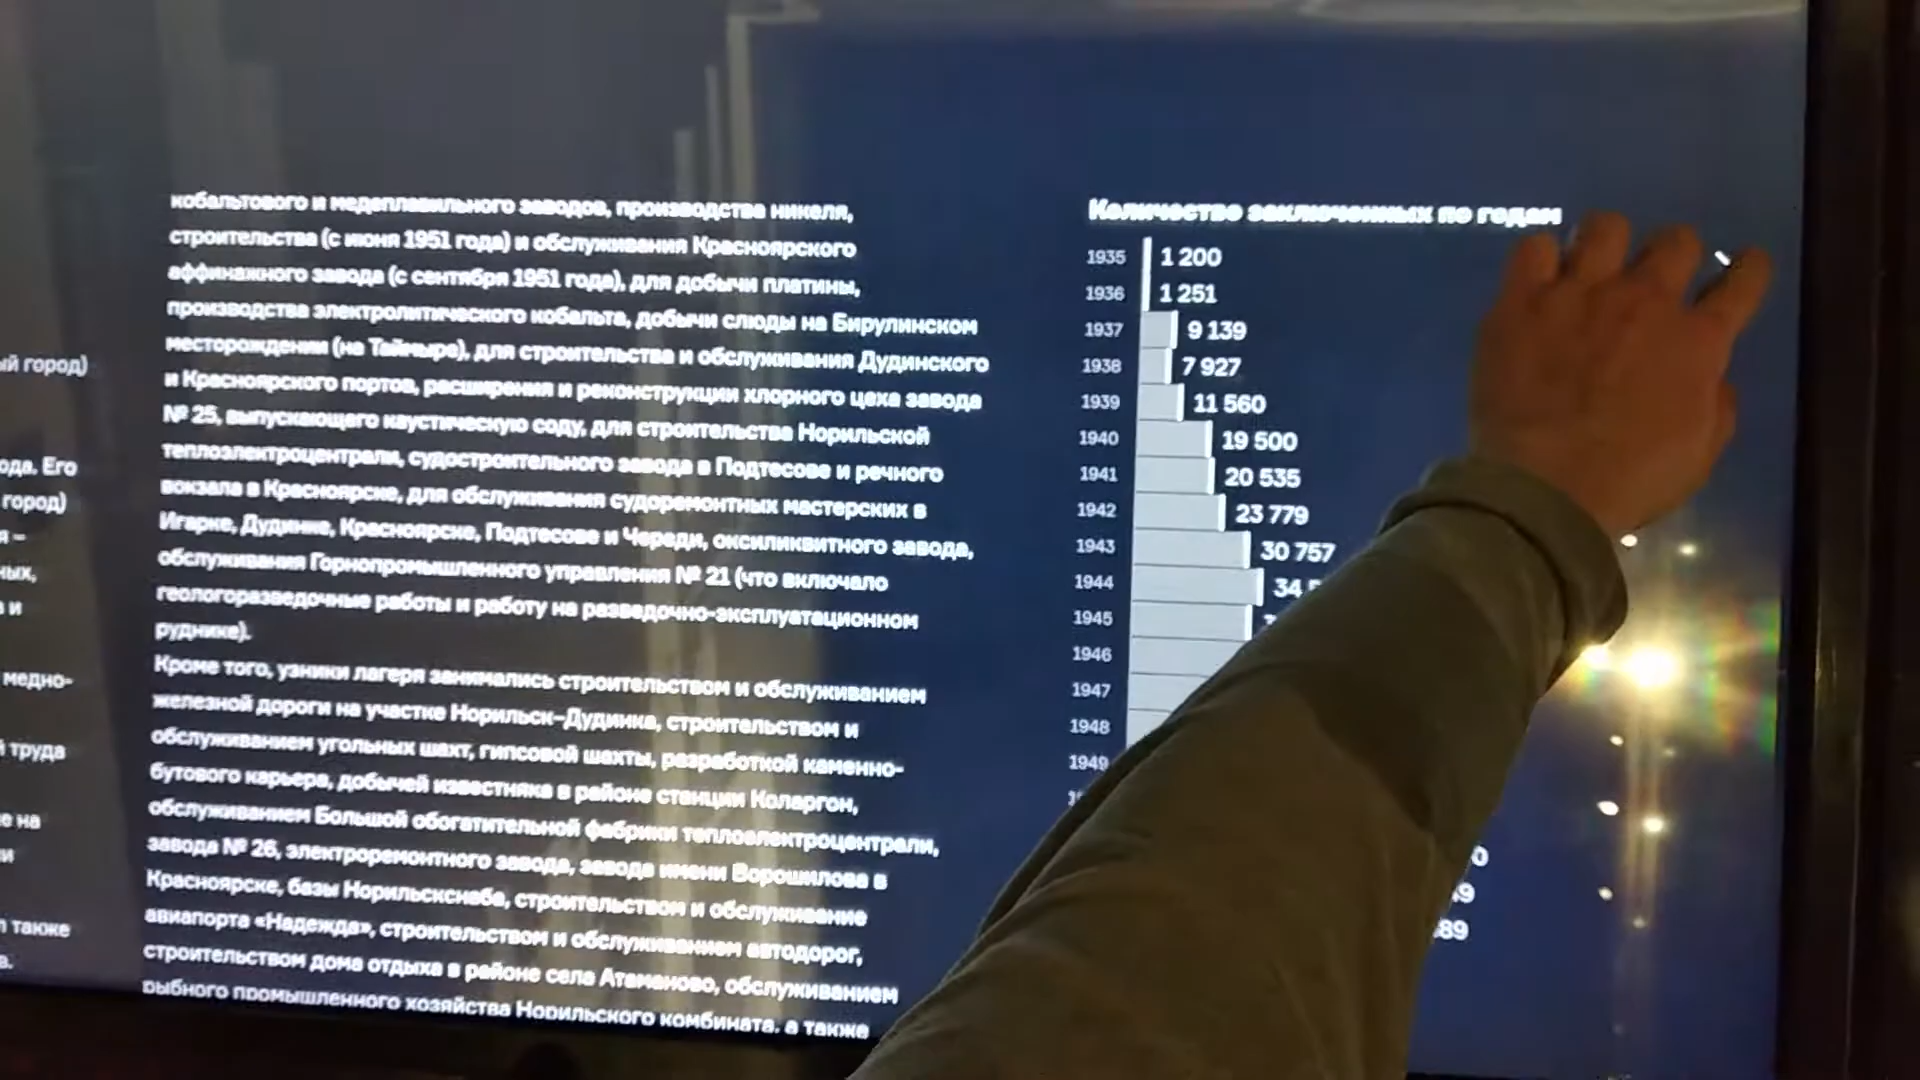 ый город)
ода. Его
город)
я –
ных,
и
медно-
й труда
е на
и
также
в.
кобальтового и медеплавильного заводов, производства никеля,
строительства (с июня 1951 года) и обслуживания Красноярского
аффинажного завода (с сентября 1951 года), для добычи платины,
производства электролитического кобальта, добычи слюды на Бирулинском
месторождении (на Таймыре), для строительства и обслуживания Дудинского
и Красноярского портов, расширения и реконструкции хлорного цеха завода
№ 25, выпускающего каустическую соду, для строительства Норильской
теплоэлектроцентрали, судостроительного завода в Подтесове и речного
вокзала в Красноярске, для обслуживания судоремонтных мастерских в
Игарке, Дудинке, Красноярске, Подтесове и Череди, оксиликвитного завода,
обслуживания Горнопромышленного управления № 21 (что включало
геологоразведочные работы и работу на разведочно-эксплуатационном
руднике).
Кроме того, узники лагеря занимались строительством и обслуживанием
железной дороги на участке Норильск–Дудинка, строительством и
обслуживанием угольных шахт, гипсовой шахты, разработкой каменно-
бутового карьера, добычей известняка в районе станции Каларгон,
обслуживанием Большой обогатительной фабрики теплоэлектроцентрали,
завода № 26, электроремонтного завода, завода имени Ворошилова в
Красноярске, базы Норильскснаба, строительством и обслуживание
авиапорта «Надежда», строительством и обслуживанием автодорог,
строительством дома отдыха в районе села Атаманово, обслуживанием
рыбного промышленного хозяйства Норильского комбината, а также
Количество заключенных по годам
1935 1 200
1936 1 251
1937 9 139
1938 7 927
1939 11 560
1940 19 500
1941 20 535
1942 23 779
1943 30 757
1944 34
1945
1946
1947
1948
1949
0
49
89